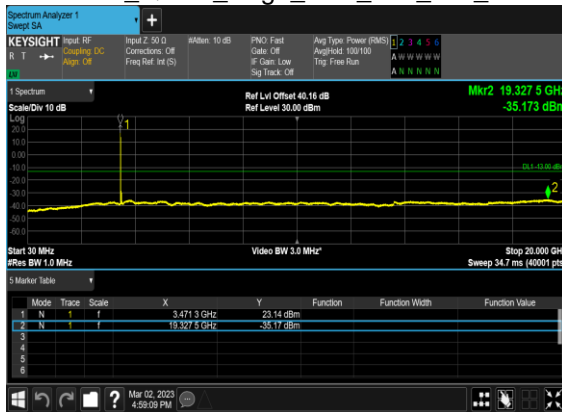 Spectrum Analyzer 1
Swept SA
KEYSIGHT Input: RF Input Z: 50 Ω #Atten: 10 dB PNO: Fast Avg Type: Power (RMS) 1 2 3 4 5 6
R T Coupling: DC Corrections: Off Gate: Off Avg|Hold: 100/100 A W W W W W
Align: Off Freq Ref: Int (S) IF Gain: Low Trig: Free Run
Sig Track: Off A N N N N N
1 Spectrum Ref Lvl Offset 40.16 dB Mkr2 19.327 5 GHz
Scale/Div 10 dB Ref Level 30.00 dBm -35.173 dBm
Log
20.0
10.0
0.00
-10.0
DL1 -13.00 dBm
-20.0
-30.0
-40.0
-50.0
-60.0
1
2
Start 30 MHz Video BW 3.0 MHz* Stop 20.000 GH
#Res BW 1.0 MHz Sweep 34.7 ms (40001 pts
5 Marker Table
Mode Trace Scale X Y Function Function Width Function Value
1 N 1 f 3.471 3 GHz 23.14 dBm
2 N 1 f 19.327 5 GHz -35.17 dBm
3
4
5
6
? Mar 02, 2023
4:59:09 PM